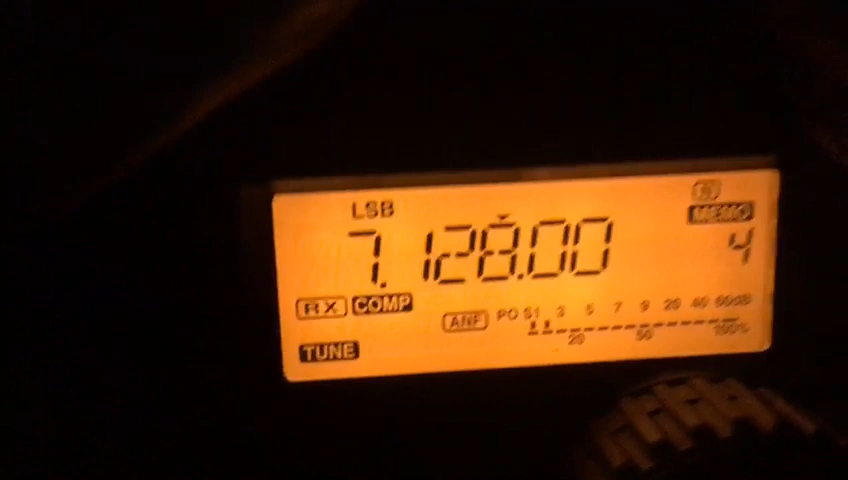 LSB
MEMO
7.128.00
4
RX COMP
ANF
PO S1 3 5 7 9 20 40 60dB
20 50 100%
TUNE